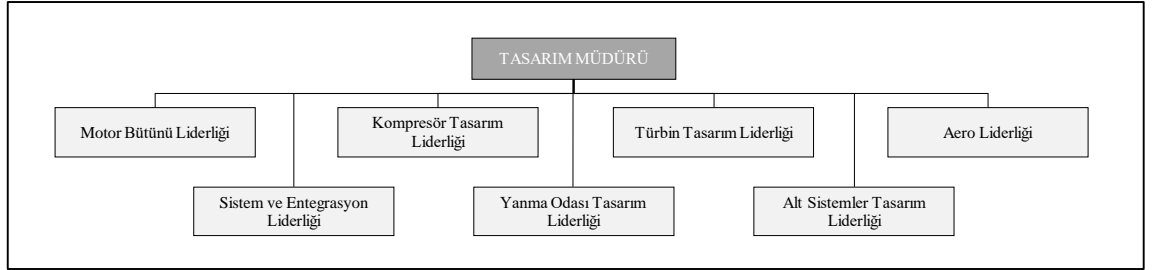 TASARIM MÜDÜRÜ
Motor Bütünü Liderliği
Kompresör Tasarım
Liderliği
Türbin Tasarım Liderliği
Aero Liderliği
Sistem ve Entegrasyon
Liderliği
Yanma Odası Tasarım
Liderliği
Alt Sistemler Tasarım
Liderliği